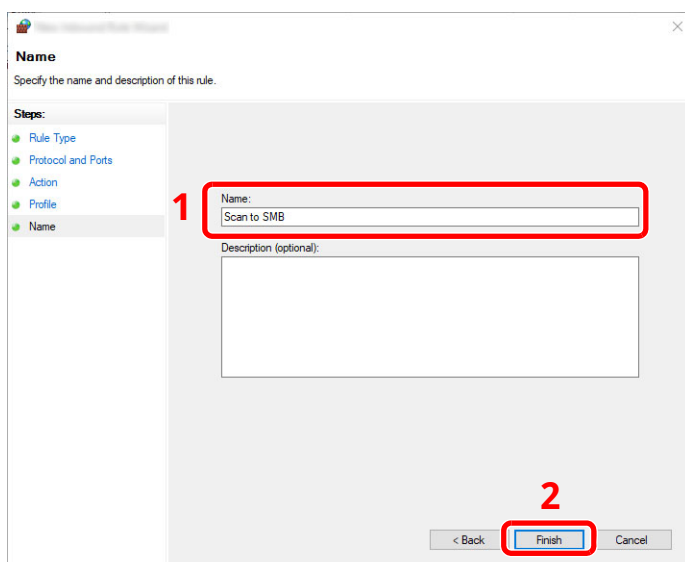 Name
Specify the name and description of this rule.
Steps:
Rule Type
Protocol and Ports
Action
Profile
Name
1
Name:
Scan to SMB
Description (optional):
2
< Back
Finish
Cancel